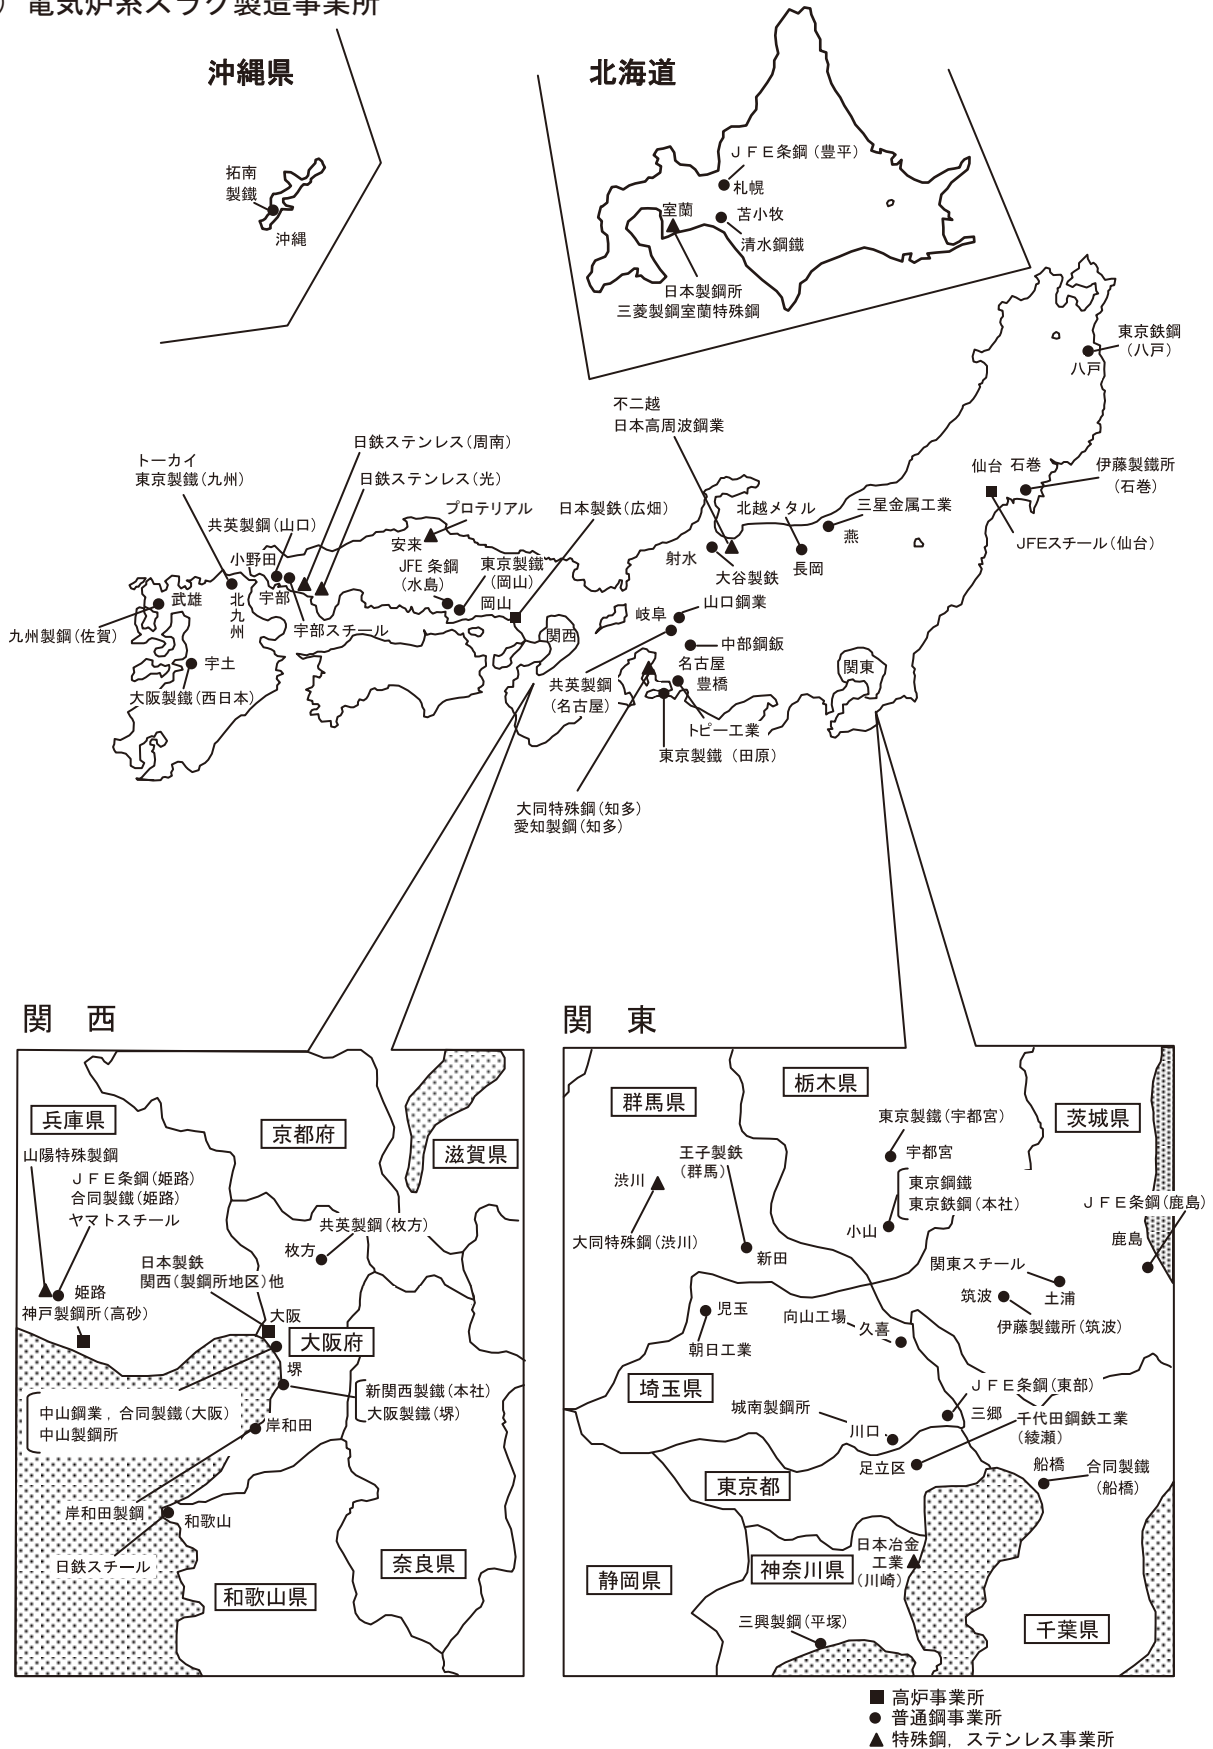 ）電気炉系スラグ製造事業所
沖縄県
拓南
製鐵
沖縄
北海道
ＪＦＥ条鋼（豊平）
札幌
室蘭
苫小牧
清水鋼鐵
日本製鋼所
三菱製鋼室蘭特殊鋼
東京鉄鋼
（八戸）
八戸
不二越
日本高周波鋼業
仙台
石巻
伊藤製鐵所
（石巻）
JFEスチール（仙台）
北越メタル
三星金属工業
燕
射水
大谷製鉄
長岡
日鉄ステンレス（周南）
トーカイ
東京製鐵（九州）
日鉄ステンレス（光）
プロテリアル
日本製鉄（広畑）
共英製鋼（山口）
安来
小野田
JFE 条鋼
（水島）
東京製鐵
（岡山）
岡山
武雄
北九州
宇部
宇部スチール
九州製鋼（佐賀）
宇土
大阪製鐵（西日本）
関西
岐阜
山口鋼業
中部鋼鈑
名古屋
豊橋
共英製鋼
（名古屋）
トピー工業
東京製鐵（田原）
関東
大同特殊鋼（知多）
愛知製鋼（知多）
関　西
兵庫県
京都府
滋賀県
山陽特殊製鋼
ＪＦＥ条鋼（姫路）
合同製鐵（姫路）
ヤマトスチール
共英製鋼（枚方）
枚方
日本製鉄
関西（製鋼所地区）他
姫路
神戸製鋼所（高砂）
大阪
大阪府
堺
新関西製鐵（本社）
大阪製鐵（堺）
中山鋼業，合同製鐵（大阪）
中山製鋼所
岸和田
岸和田製鋼
和歌山
日鉄スチール
奈良県
和歌山県
関　東
群馬県
栃木県
茨城県
東京製鐵（宇都宮）
宇都宮
王子製鉄
（群馬）
渋川
東京鋼鐵
東京鉄鋼（本社）
小山
ＪＦＥ条鋼（鹿島）
鹿島
大同特殊鋼（渋川）
新田
関東スチール
土浦
筑波
伊藤製鐵所（筑波）
児玉
朝日工業
向山工場
久喜
埼玉県
ＪＦＥ条鋼（東部）
三郷
城南製鋼所
川口
千代田鋼鉄工業
（綾瀬）
足立区
船橋
合同製鐵
（船橋）
東京都
日本冶金
工業
（川崎）
神奈川県
静岡県
三興製鋼（平塚）
千葉県
■ 高炉事業所
● 普通鋼事業所
▲ 特殊鋼，ステンレス事業所